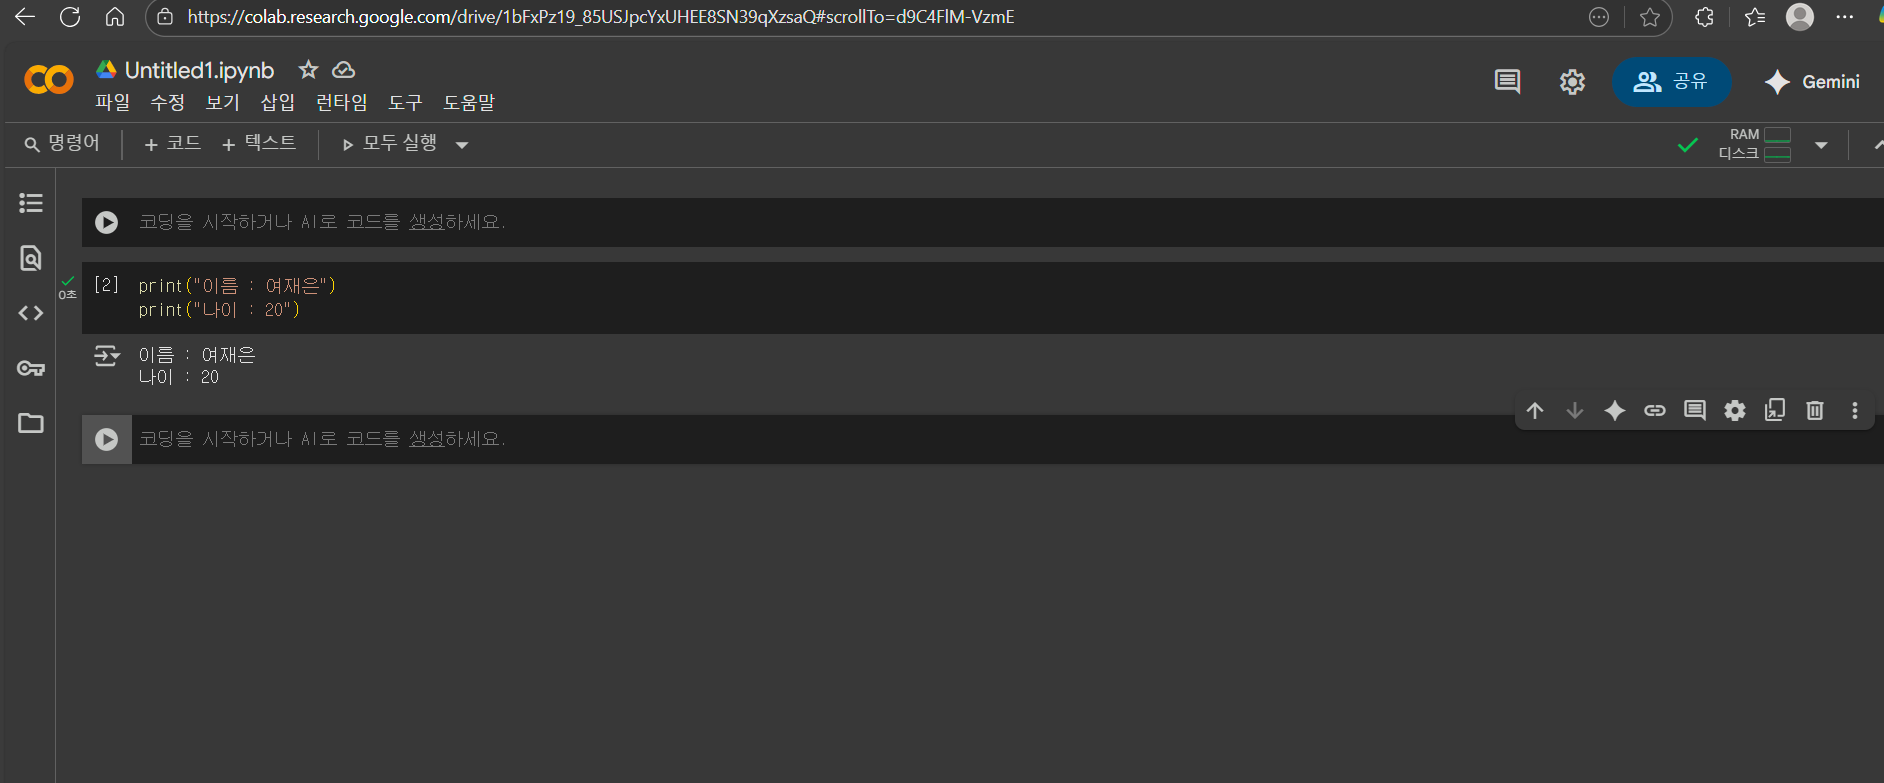 https://colab.research.google.com/drive/1bFxPz19_85USJpcYxUHEE8SN39qXzsaQ#scrollTo=d9C4FlM-VzmE
Untitled1.ipynb
파일 수정 보기 삽입 런타임 도구 도움말
공유
Gemini
명령어 + 코드 + 텍스트 모두 실행
RAM
디스크
코딩을 시작하거나 AI로 코드를 생성하세요.
[2] print("이름 : 여재은")
0초 print("나이 : 20")
이름 : 여재은
나이 : 20
코딩을 시작하거나 AI로 코드를 생성하세요.